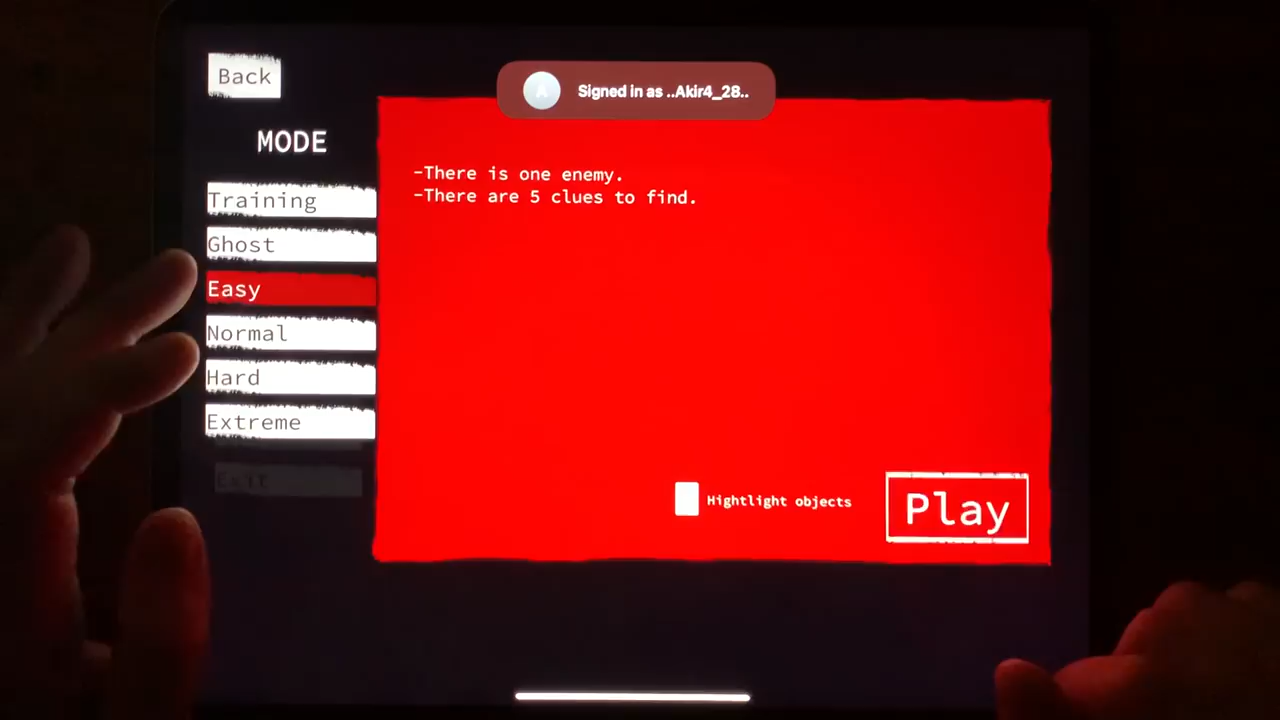 Back
A
Signed in as ..Akir4_28..
MODE
-There is one enemy.
-There are 5 clues to find.
Training
Ghost
Easy
Normal
Hard
Extreme
Exit
Hightlight objects
Play